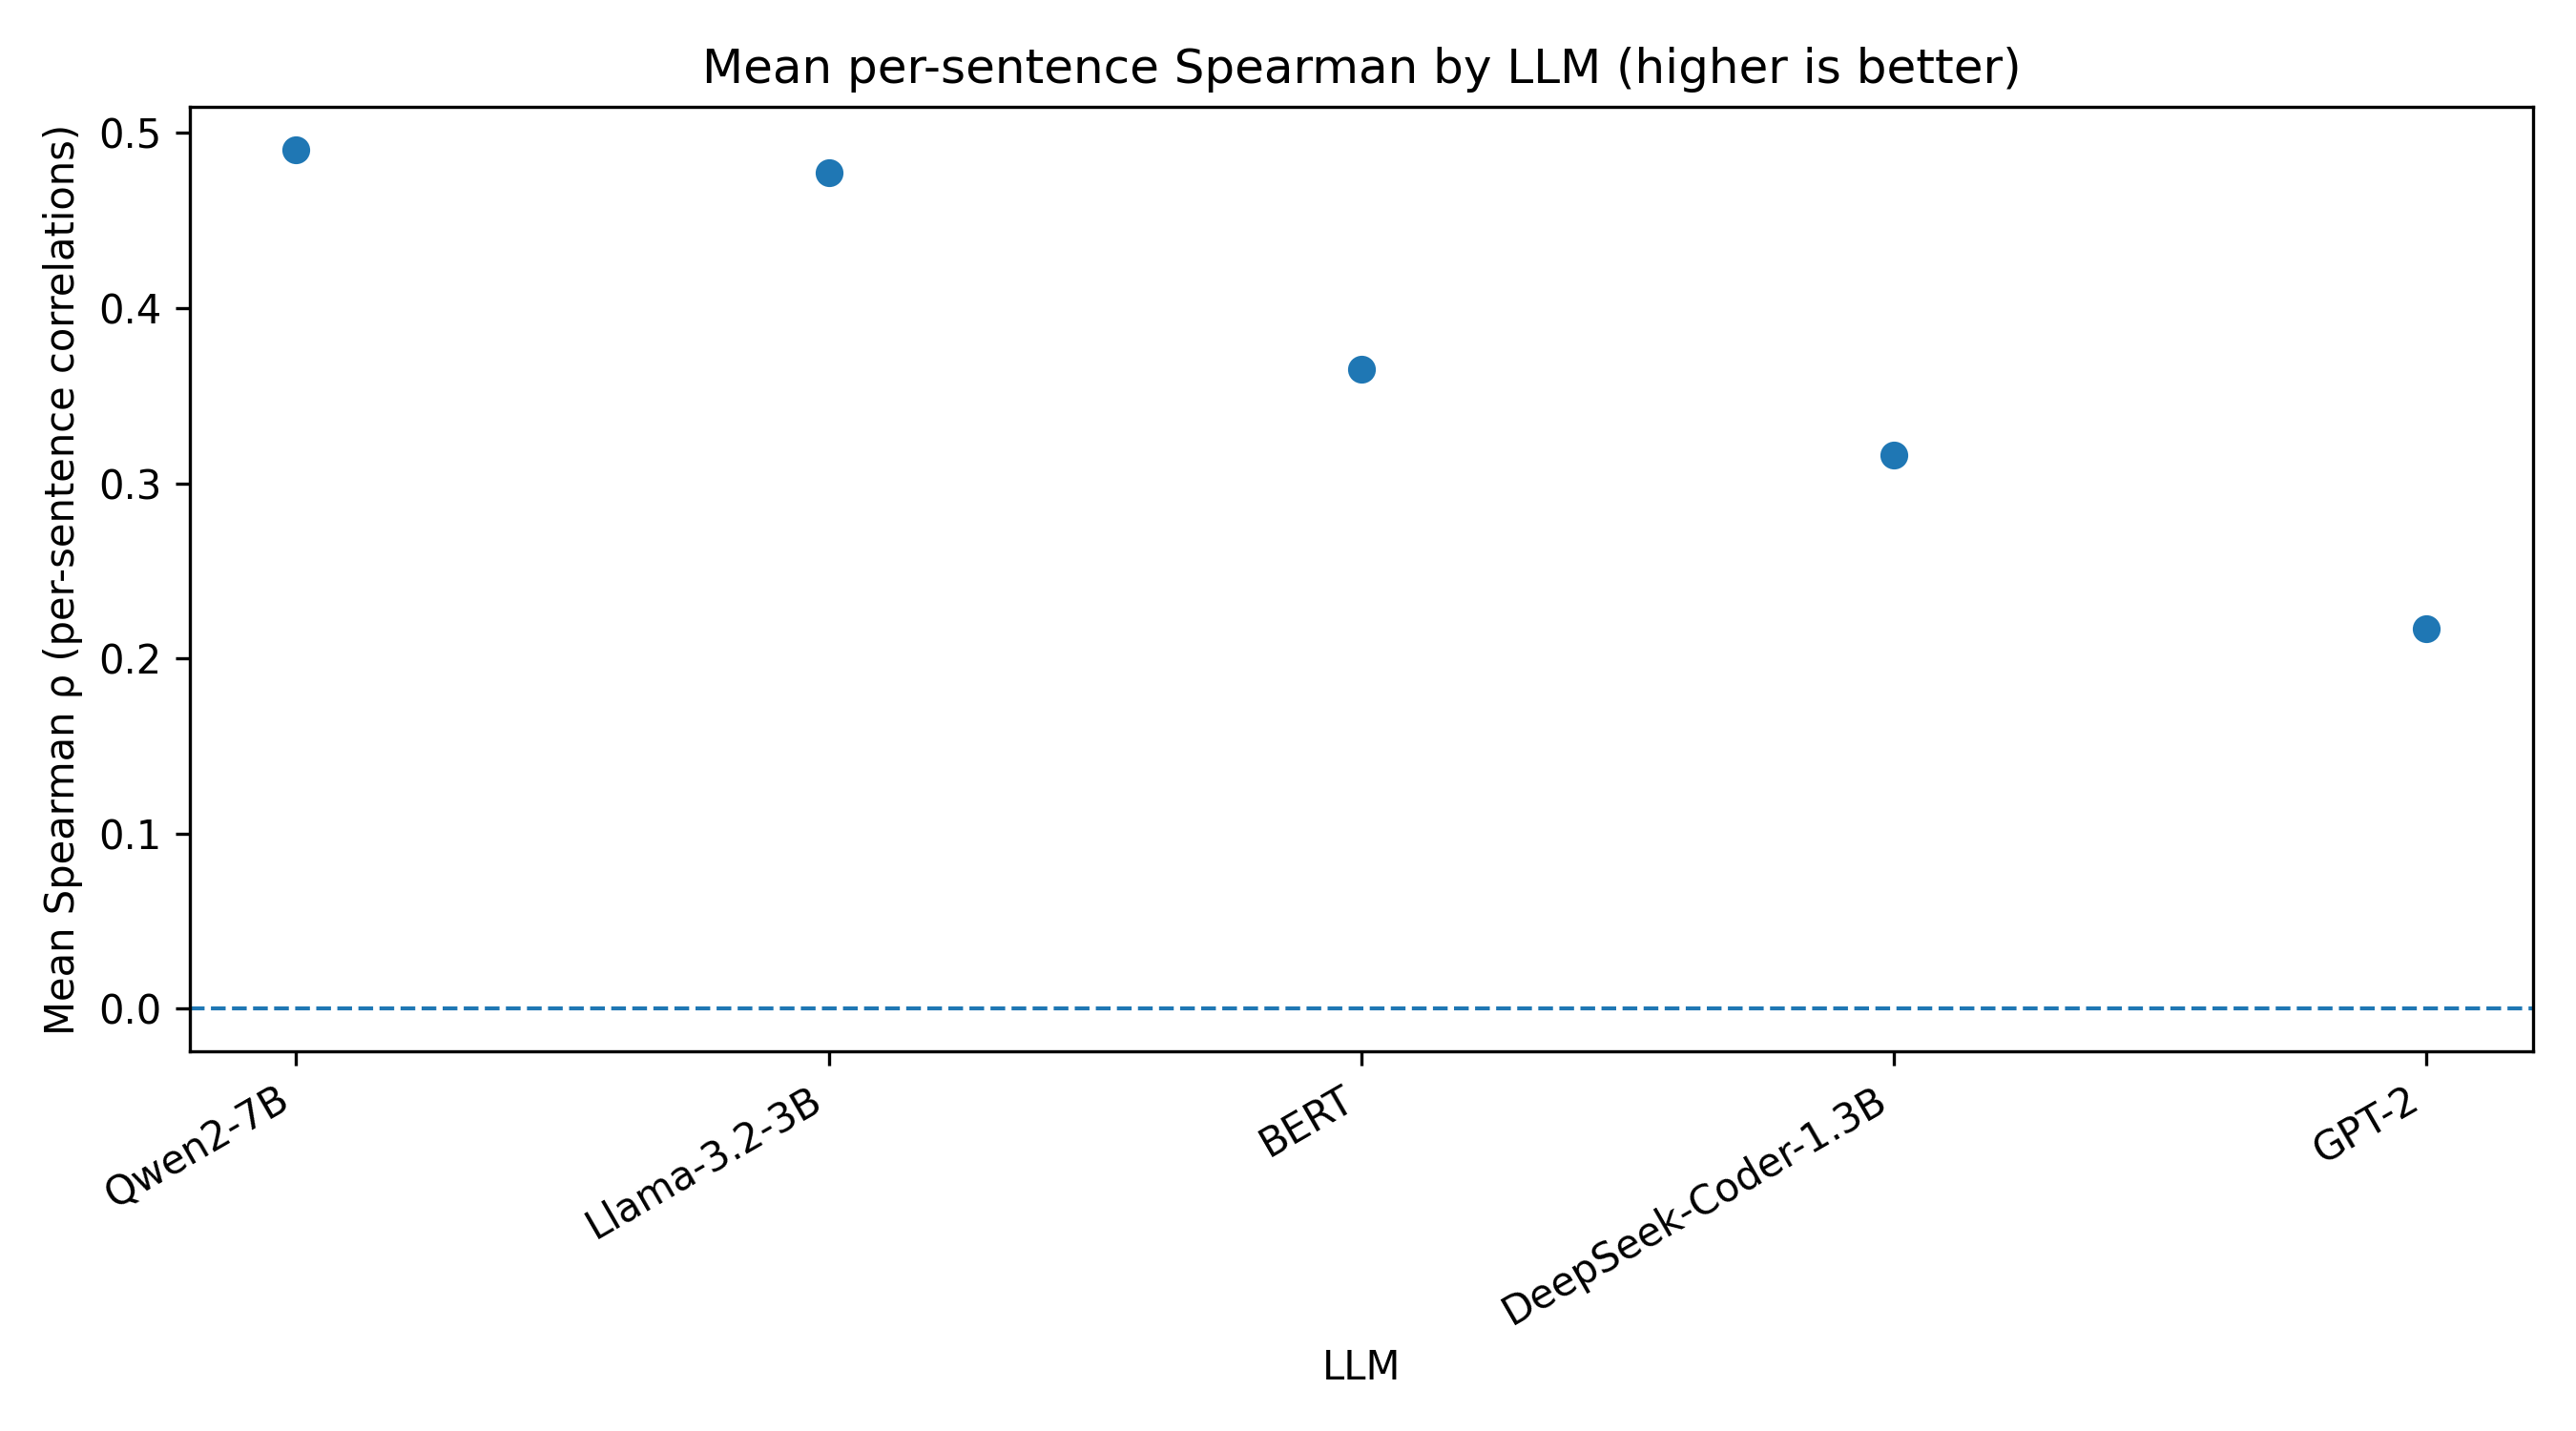 Mean per-sentence Spearman by LLM (higher is better)
Mean Spearman ρ (per-sentence correlations)
0.5
0.4
0.3
0.2
0.1
0.0
Qwen2-7B
Llama-3.2-3B
BERT
DeepSeek-Coder-1.3B
GPT-2
LLM